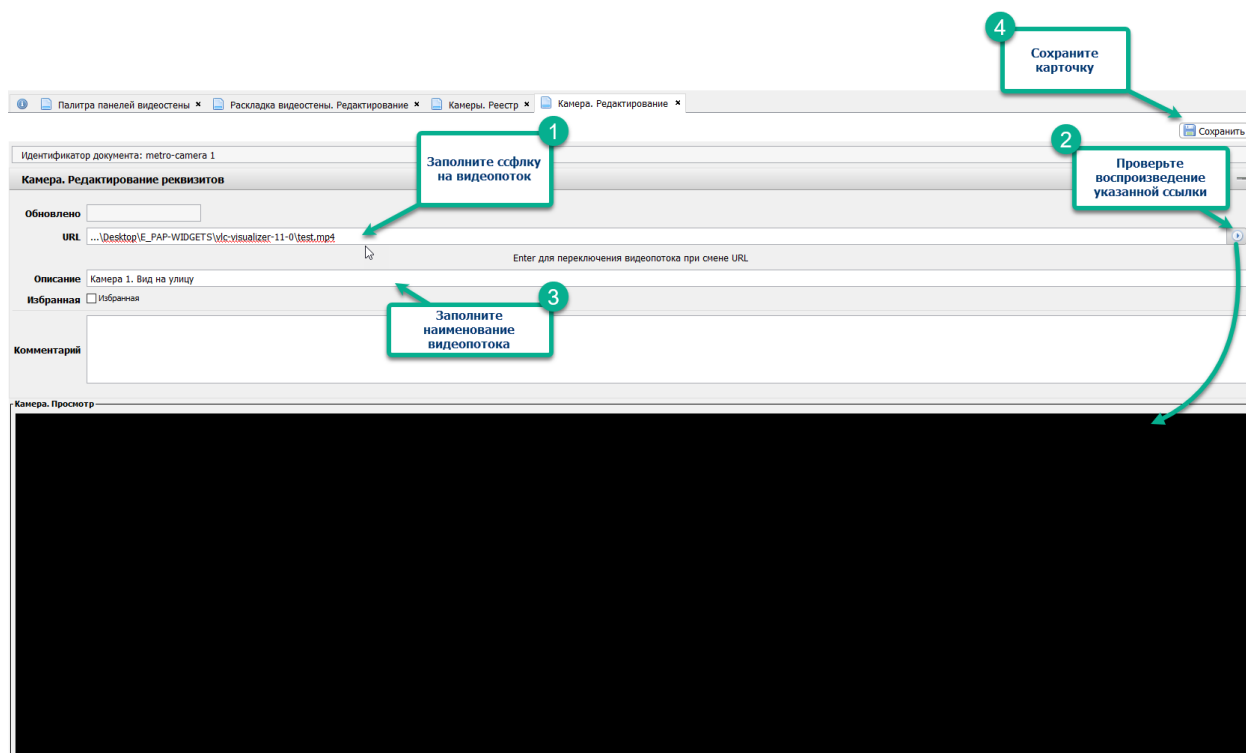 4
Сохраните
карточку
Палитра панелей видеостены × Раскладка видеостены. Редактирование × Камеры. Реестр × Камера. Редактирование ×
Сохранить
1
Заполните ссфлку
на видеопоток
2
Проверьте
воспроизведение
указанной ссылки
Идентификатор документа: metro-camera 1
Камера. Редактирование реквизитов
Обновлено
URL ...\Desktop\E_PAP-WIDGETS\vlc-visualizer-11-0\test.mp4
Enter для переключения видеопотока при смене URL
Описание Камера 1. Вид на улицу
Избранная Избранная
3
Заполните
наименование
видеопотока
Комментарий
Камера. Просмотр